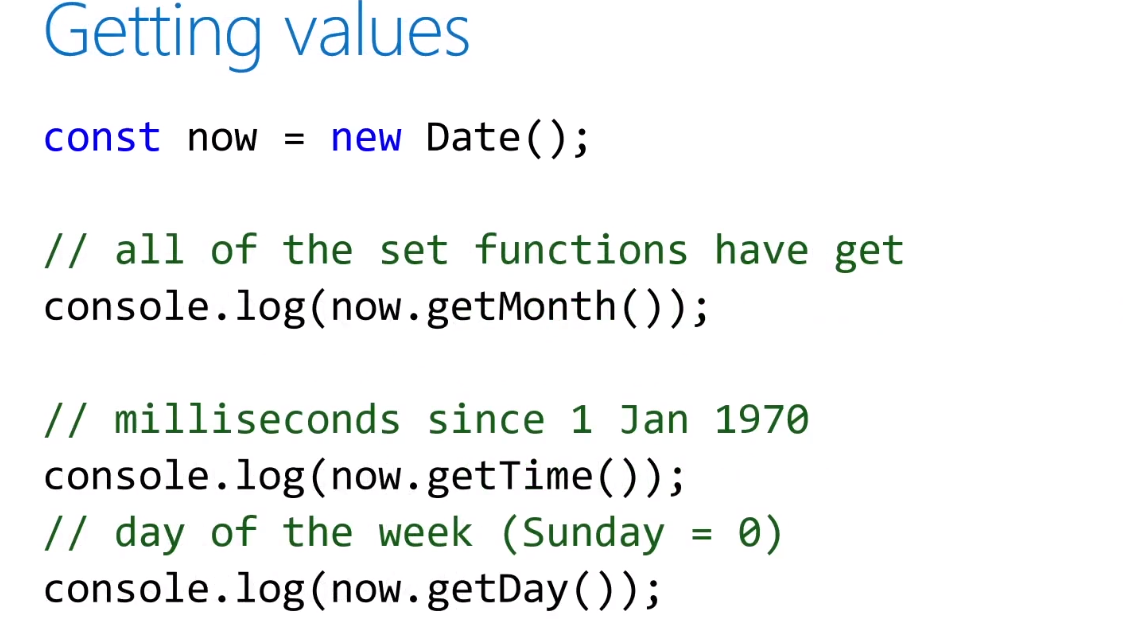 Getting values
const now = new Date();
// all of the set functions have get
console.log(now.getMonth());
// milliseconds since 1 Jan 1970
console.log(now.getTime());
// day of the week (Sunday = 0)
console.log(now.getDay());